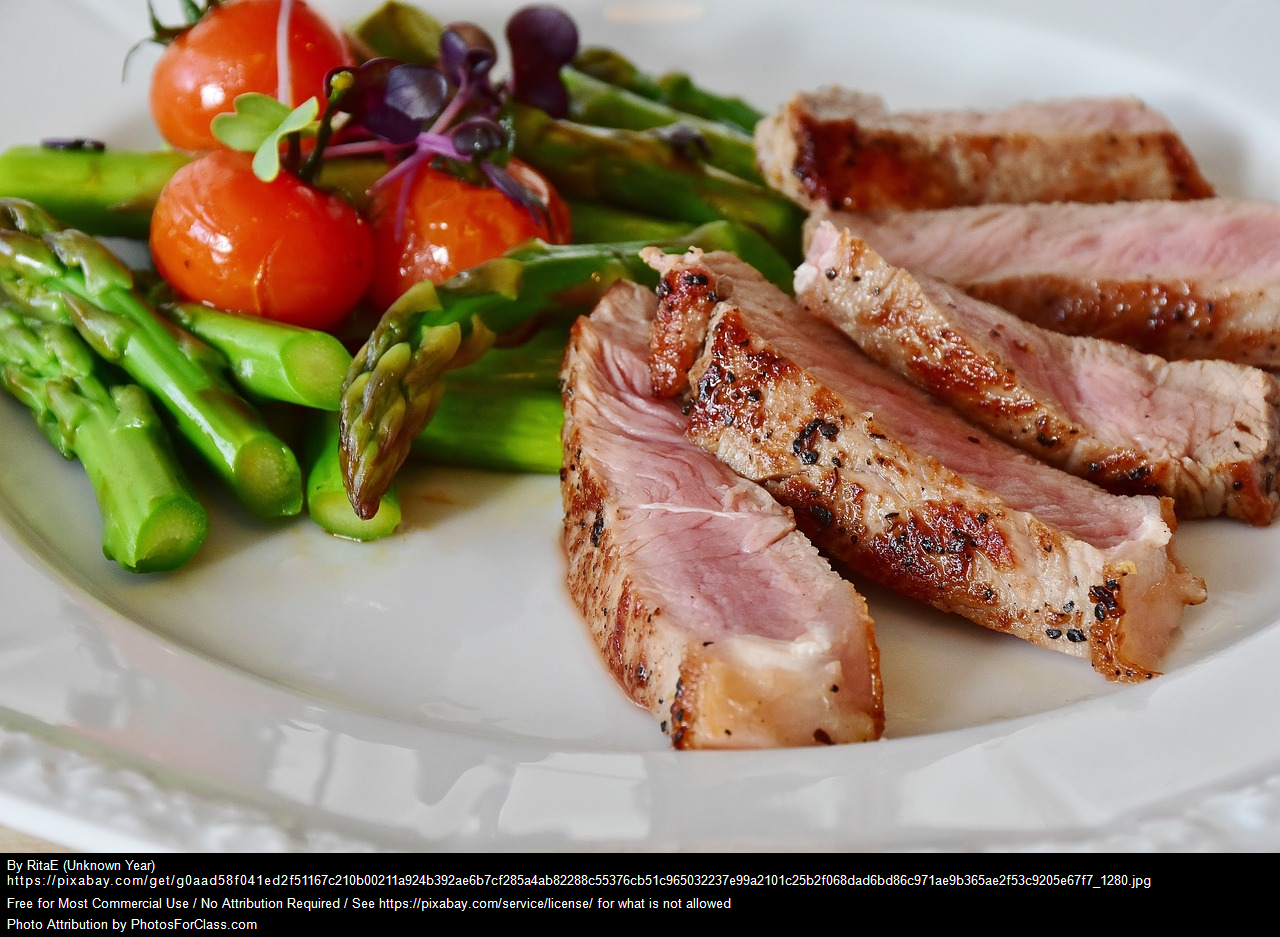 By RitaE (Unknown Year)
https://pixabay.com/get/g0aad58f041ed2f51167c210b00211a924b392ae6b7cf285a4ab82288c55376cb51c965032237e99a2101c25b2f068dad6bd86c971ae9b365ae2f53c9205e67f7_1280.jpg
Free for Most Commercial Use / No Attribution Required / See https://pixabay.com/service/license/ for what is not allowed
Photo Attribution by PhotosForClass.com